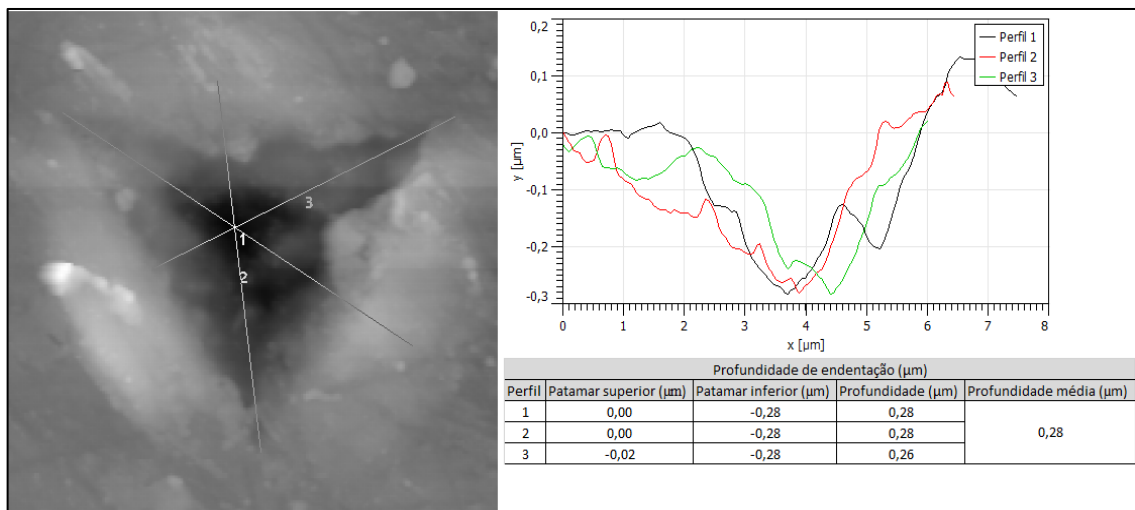 3
1
2
0,2
0,1
0,0
-0,1
-0,2
-0,3
y [µm]
Perfil 1
Perfil 2
Perfil 3
0 1 2 3 4 5 6 7 8
x [µm]
Profundidade de endentação (µm)
Perfil Patamar superior (µm) Patamar inferior (µm) Profundidade (µm) Profundidade média (µm)
1 0,00 -0,28 0,28
2 0,00 -0,28 0,28 0,28
3 -0,02 -0,28 0,26